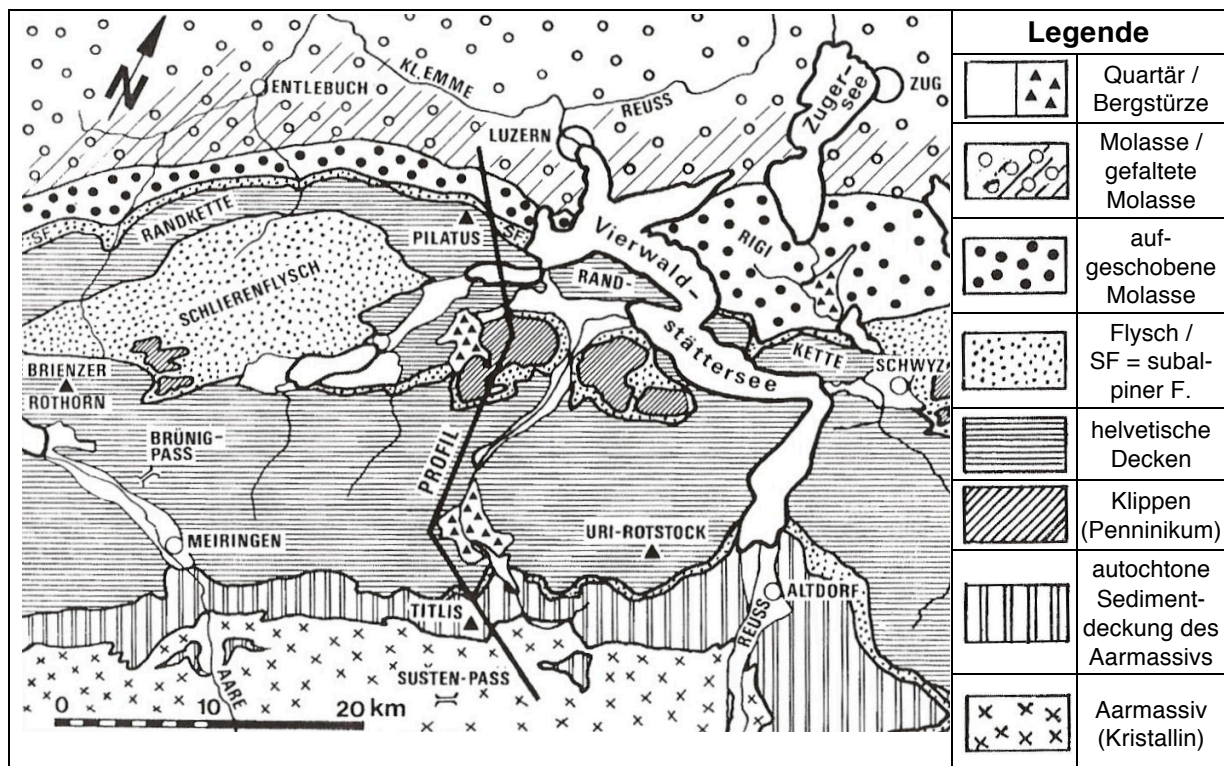 N
ENTLEBUCH
KL. EMME
REUSS
LUZERN
Zuger-
see
ZUG
SF
RANDKETTE
PILATUS
SF
Vierwald-
stättersee
RIGI
SCHLIERENFLYSCH
RAND-
KETTE
SCHWYZ
BRIENZER
ROTHORN
BRÜNIG-
PASS
PROFIL
MEIRINGEN
URI-ROTSTOCK
TITLIS
REUSS
ALTDORF
AARE
SUSTEN-PASS
0 10 20 km
Legende
Quartär /
Bergstürze
Molasse /
gefaltete
Molasse
auf-
geschobene
Molasse
Flysch /
SF = subal-
piner F.
helvetische
Decken
Klippen
(Penninikum)
autochtone
Sediment-
deckung des
Aarmassivs
Aarmassiv
(Kristallin)